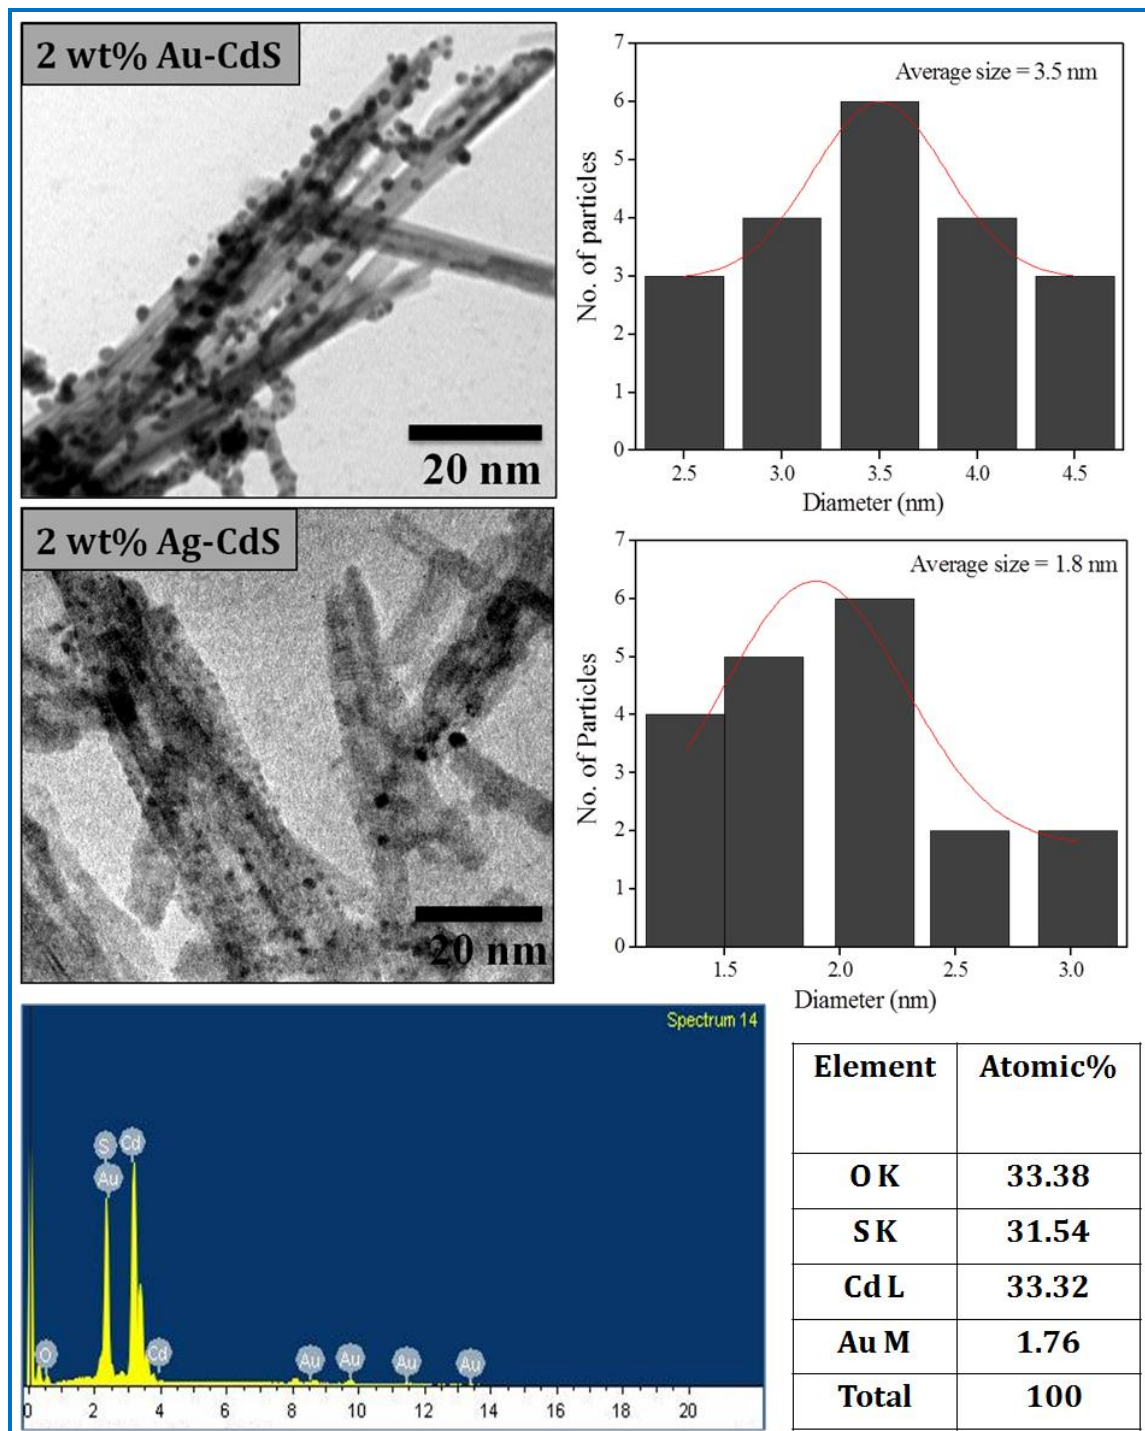 2 wt% Au-CdS
20 nm
Average size = 3.5 nm
No. of particles
7
6
5
4
3
2
1
0
2.5 3.0 3.5 4.0 4.5
Diameter (nm)
2 wt% Ag-CdS
20 nm
Average size = 1.8 nm
No. of Particles
7
6
5
4
3
2
1
0
1.5 2.0 2.5 3.0
Diameter (nm)
Spectrum 14
S Cd
Au
O Cd Au Au Au Au
0 2 4 6 8 10 12 14 16 18 20
Element Atomic%
O K 33.38
S K 31.54
Cd L 33.32
Au M 1.76
Total 100